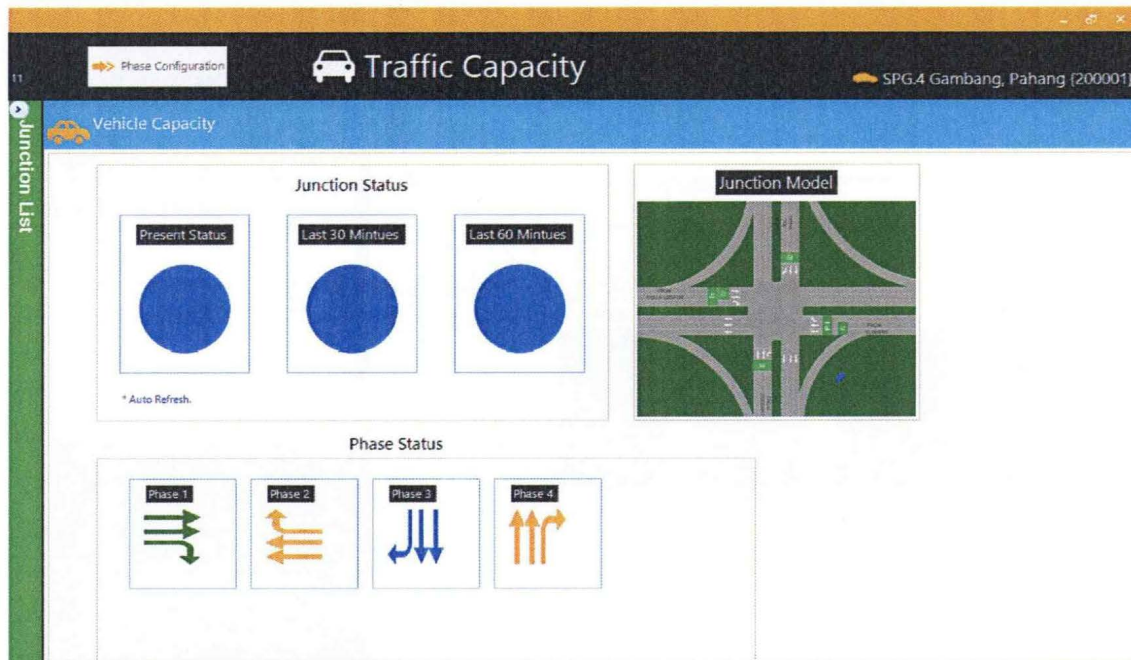 11
Phase Configuration
Traffic Capacity
SPG.4 Gambang, Pahang {200001}
Junction List
Vehicle Capacity
Junction Status
Present Status
Last 30 Mintues
Last 60 Mintues
* Auto Refresh.
Junction Model
Phase Status
Phase 1
Phase 2
Phase 3
Phase 4